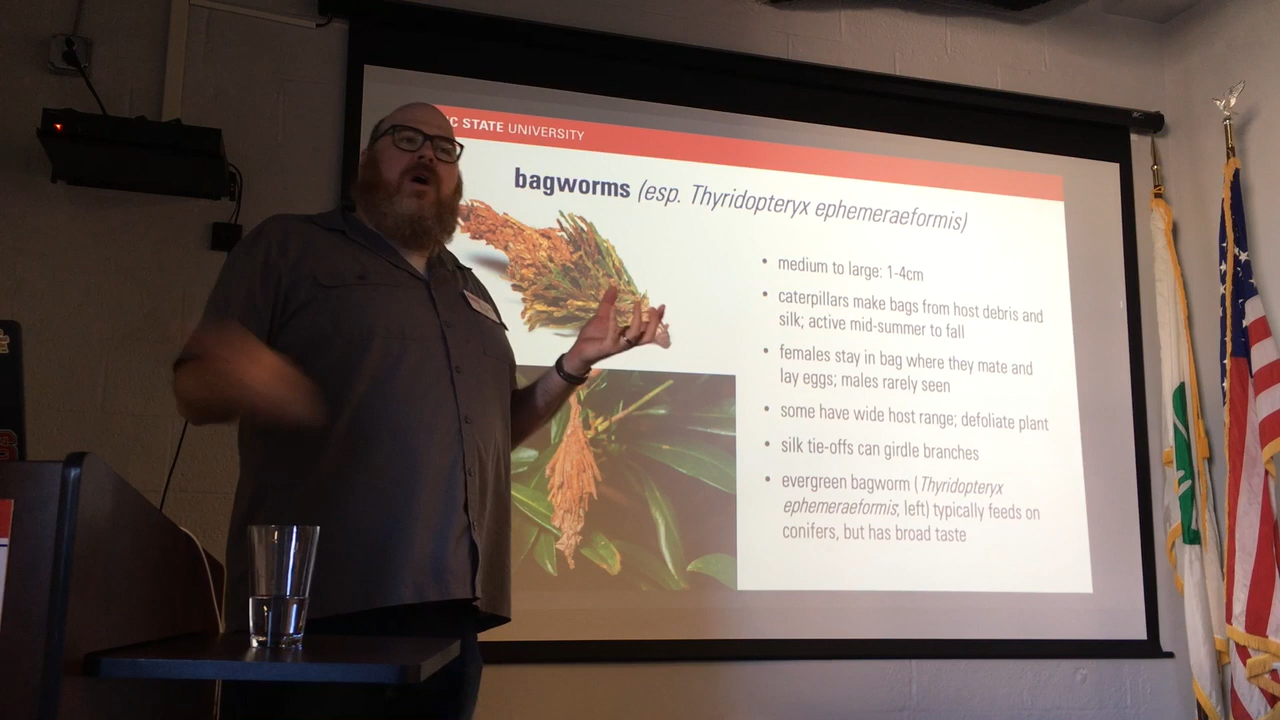 C STATE UNIVERSITY
bagworms (esp. Thyridopteryx ephemeraeformis)
• medium to large: 1-4cm
• caterpillars make bags from host debris and
silk; active mid-summer to fall
• females stay in bag where they mate and
lay eggs; males rarely seen
• some have wide host range; defoliate plant
• silk tie-offs can girdle branches
• evergreen bagworm (Thyridopteryx
ephemeraeformis; left) typically feeds on
conifers, but has broad taste